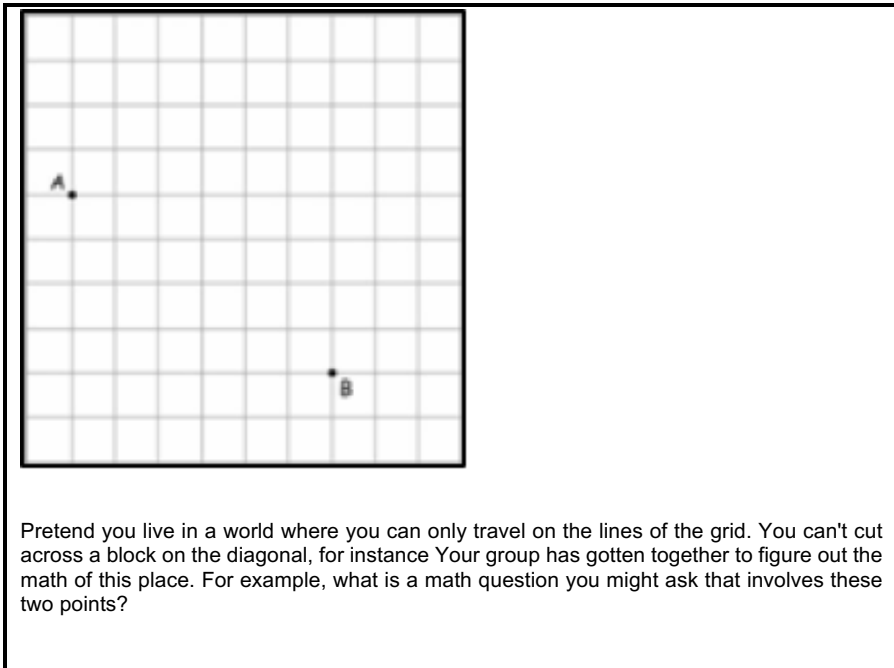 A
B
Pretend you live in a world where you can only travel on the lines of the grid. You can't cut
across a block on the diagonal, for instance Your group has gotten together to figure out the
math of this place. For example, what is a math question you might ask that involves these
two points?